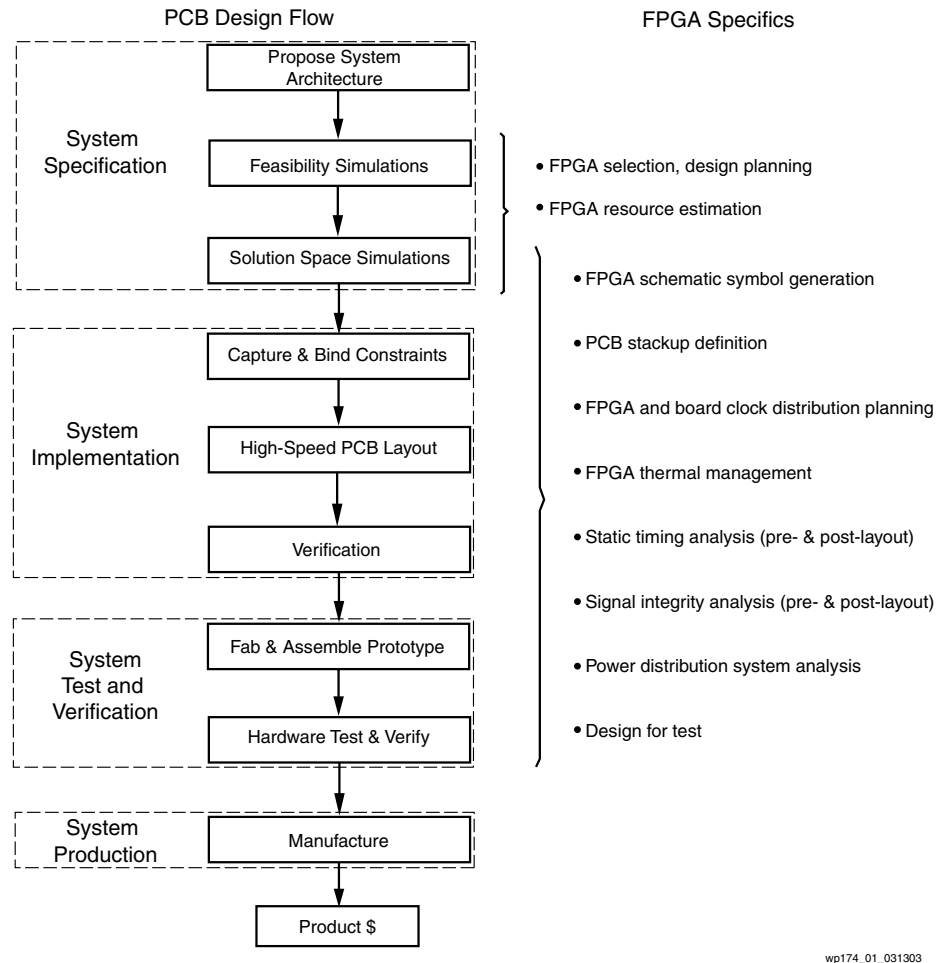 PCB Design Flow
FPGA Specifics
System
Specification
Propose System
Architecture
Feasibility Simulations
Solution Space Simulations
• FPGA selection, design planning
• FPGA resource estimation
System
Implementation
Capture & Bind Constraints
High-Speed PCB Layout
Verification
System
Test and
Verification
Fab & Assemble Prototype
Hardware Test & Verify
• FPGA schematic symbol generation
• PCB stackup definition
• FPGA and board clock distribution planning
• FPGA thermal management
• Static timing analysis (pre- & post-layout)
• Signal integrity analysis (pre- & post-layout)
• Power distribution system analysis
• Design for test
System
Production
Manufacture
Product $
wp174_01_031303